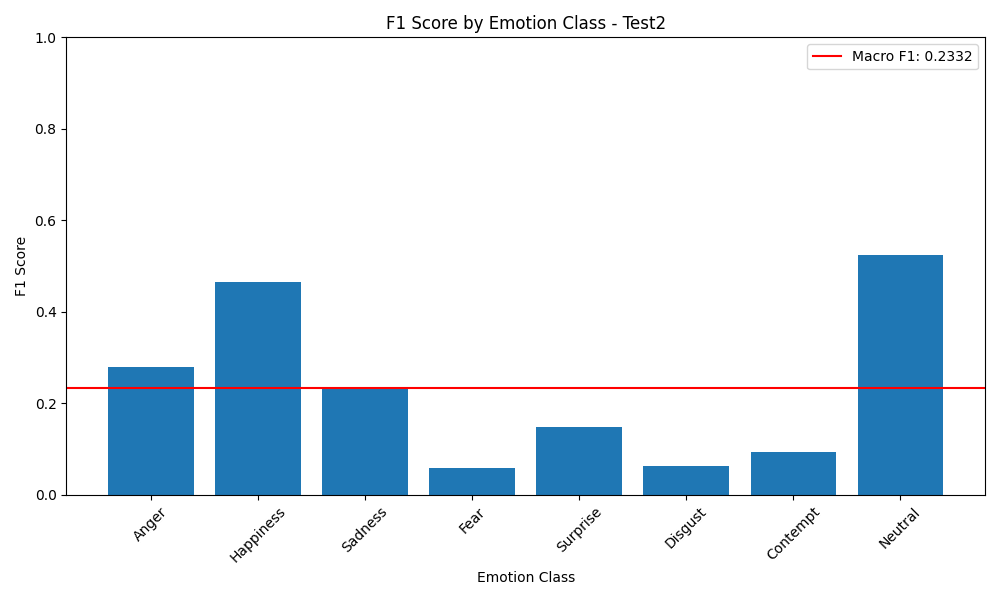 F1 Score by Emotion Class - Test2
Macro F1: 0.2332
F1 Score
1.0
0.8
0.6
0.4
0.2
0.0
Anger
Happiness
Sadness
Fear
Surprise
Disgust
Contempt
Neutral
Emotion Class